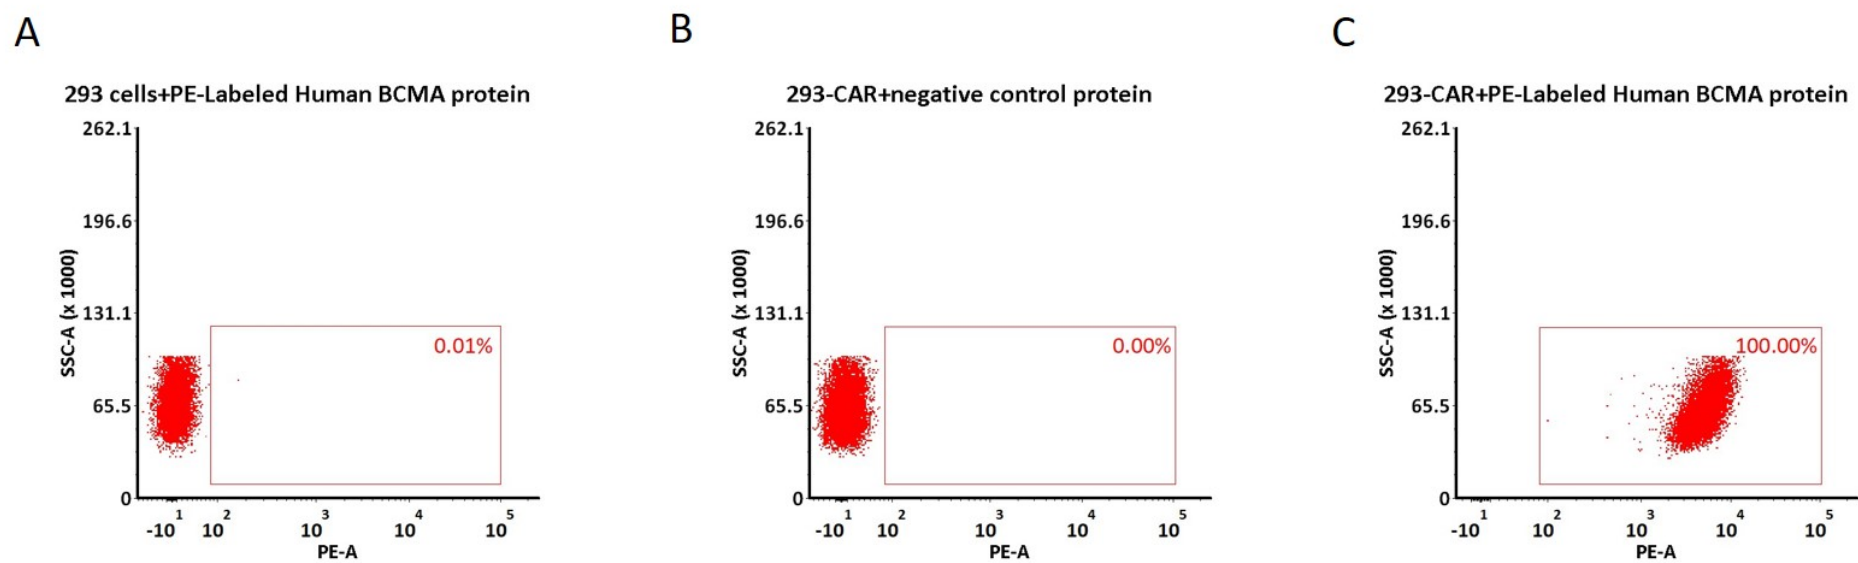 A
293 cells+PE-Labeled Human BCMA protein
262.1
196.6
131.1
65.5
0
SSC-A (x 1000)
0.01%
-10 1
10 2
10 3
10 4
10 5
PE-A
B
293-CAR+negative control protein
262.1
196.6
131.1
65.5
0
SSC-A (x 1000)
0.00%
-10 1
10 2
10 3
10 4
10 5
PE-A
C
293-CAR+PE-Labeled Human BCMA protein
262.1
196.6
131.1
65.5
0
SSC-A (x 1000)
100.00%
-10 1
10 2
10 3
10 4
10 5
PE-A